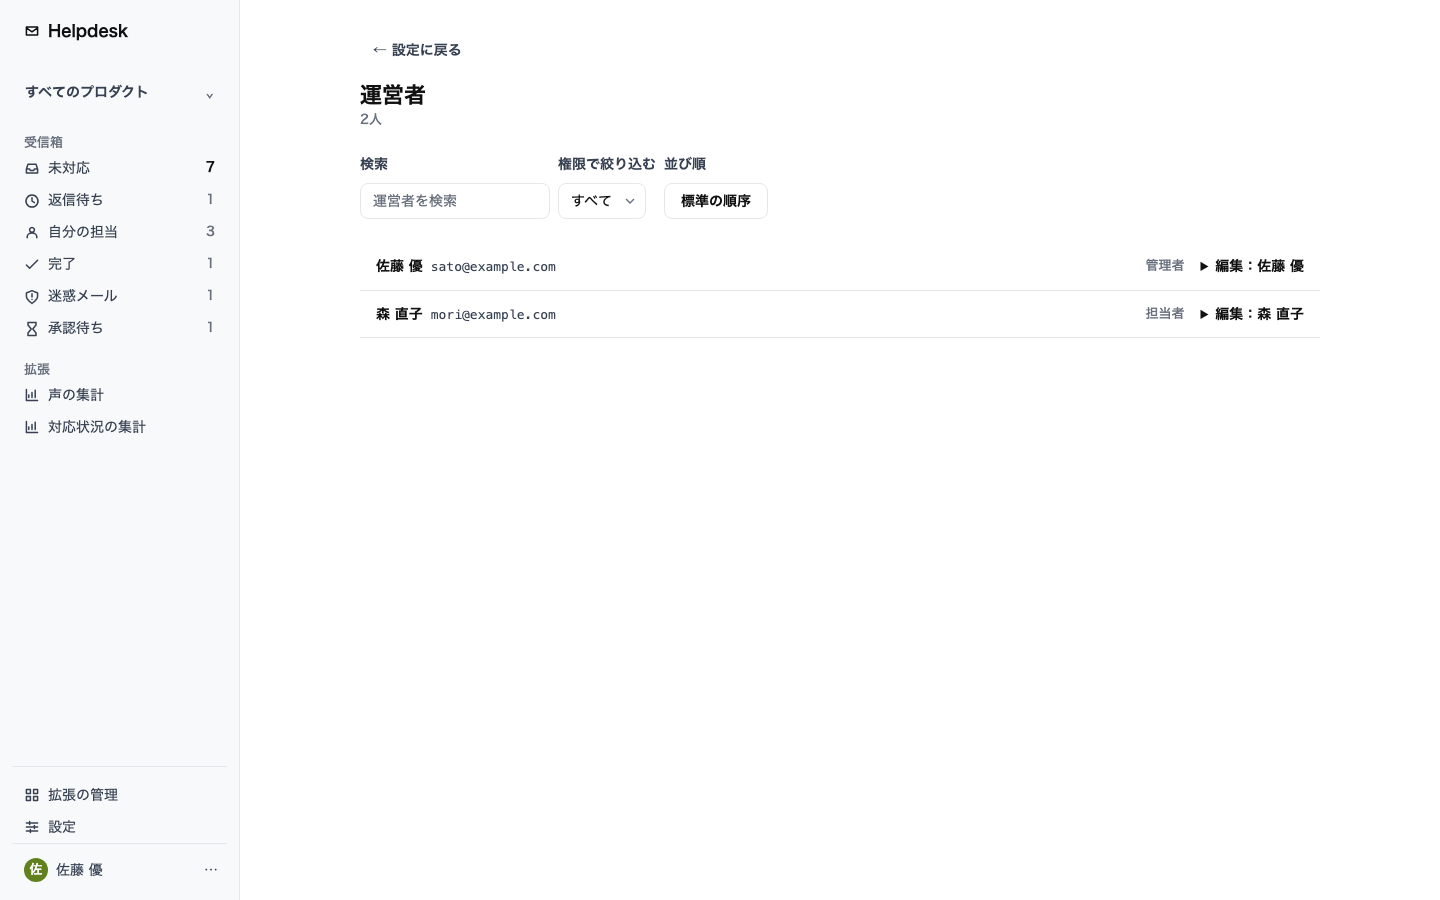 Helpdesk
すべてのプロダクト
受信箱
未対応 7
返信待ち 1
自分の担当 3
完了 1
迷惑メール 1
承認待ち 1
拡張
声の集計
対応状況の集計
拡張の管理
設定
佐 佐藤 優 …
← 設定に戻る
運営者
2人
検索 権限で絞り込む 並び順
運営者を検索 すべて 標準の順序
佐藤 優 sato@example.com 管理者 ▶ 編集：佐藤 優
森 直子 mori@example.com 担当者 ▶ 編集：森 直子